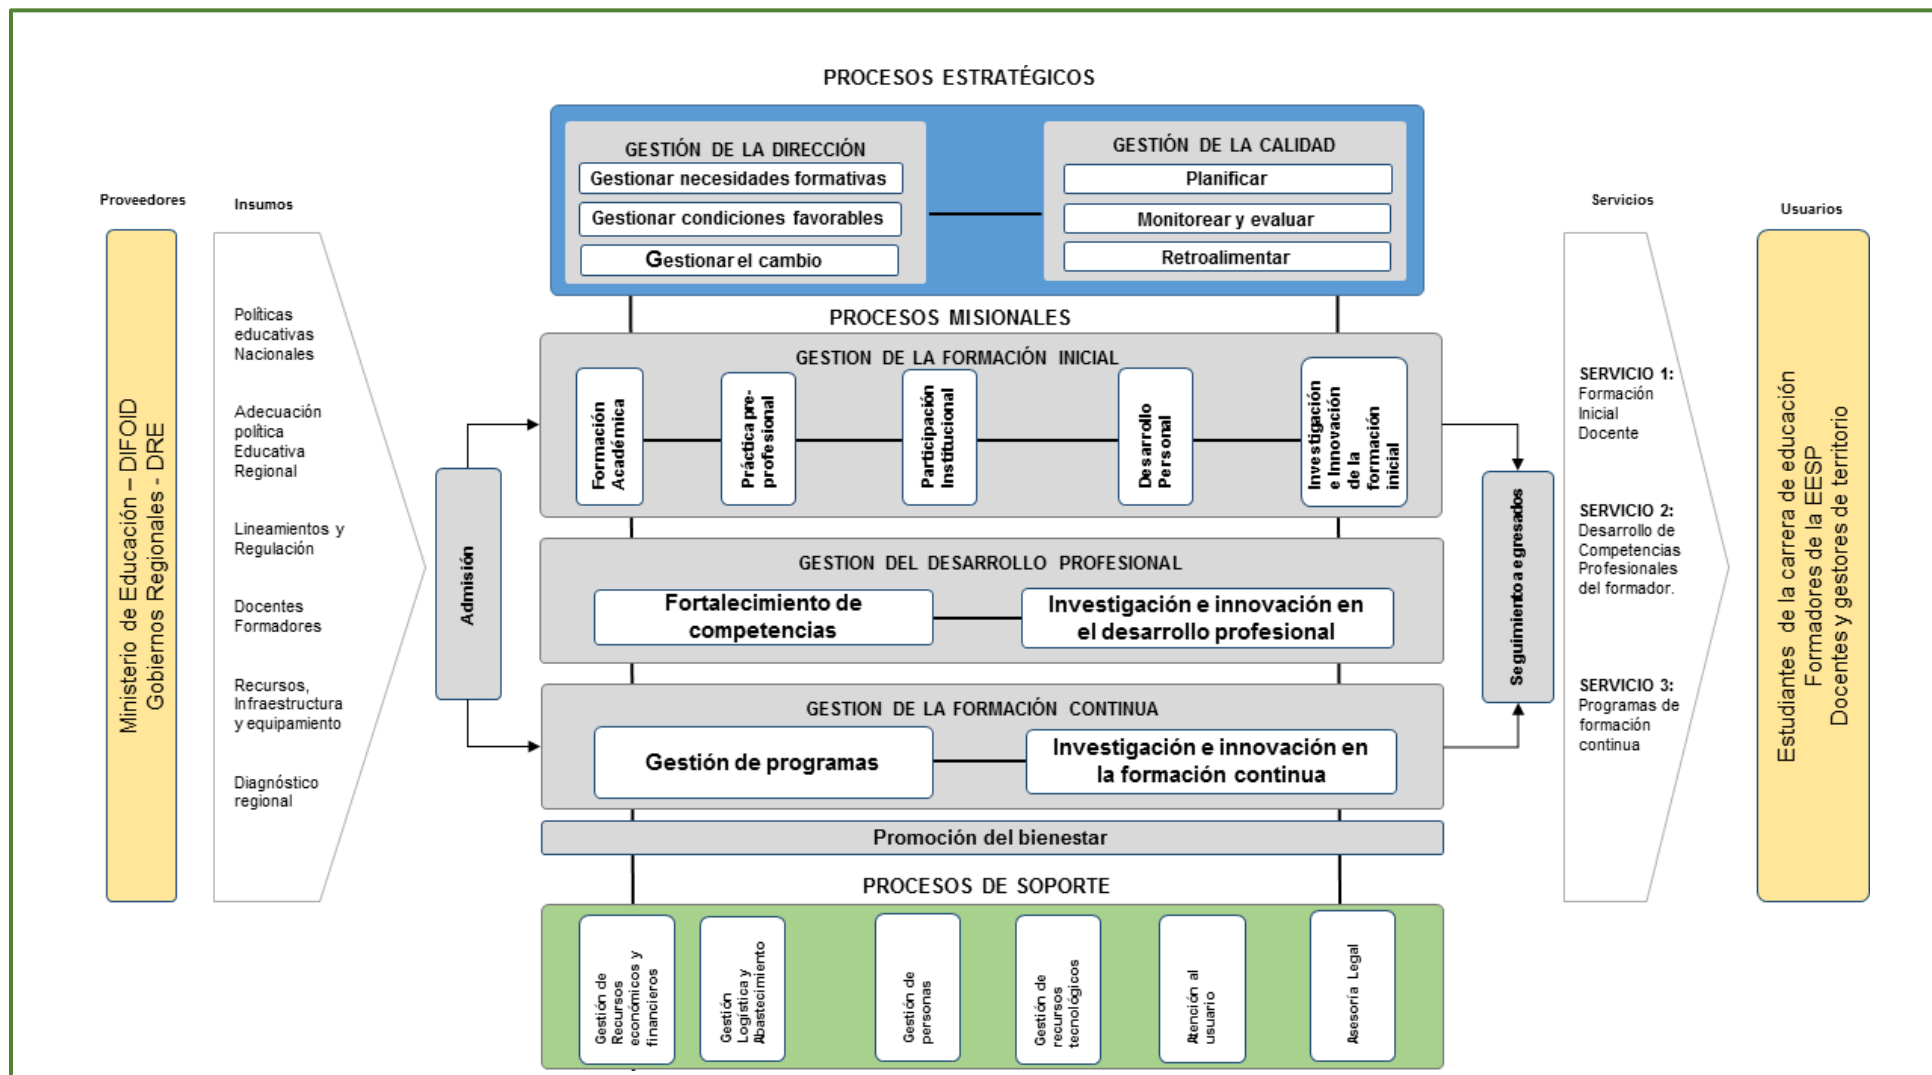 PROCESOS ESTRATÉGICOS
GESTIÓN DE LA DIRECCIÓN
Gestionar necesidades formativas
Gestionar condiciones favorables
Gestionar el cambio
GESTIÓN DE LA CALIDAD
Planificar
Monitorear y evaluar
Retroalimentar
Proveedores
Ministerio de Educación – DIFOID
Gobiernos Regionales - DRE
Insumos
Políticas
educativas
Nacionales
Adecuación
política
Educativa
Regional
Lineamientos y
Regulación
Docentes
Formadores
Recursos,
Infraestructura
y equipamiento
Diagnóstico
regional
Admisión
PROCESOS MISIONALES
GESTION DE LA FORMACIÓN INICIAL
Formación
Académica
Práctica pre-
profesional
Participación
Institucional
Desarrollo
Personal
Investigación
e Innovación
de la
formación
inicial
GESTION DEL DESARROLLO PROFESIONAL
Fortalecimiento de
competencias
Investigación e innovación en
el desarrollo profesional
GESTION DE LA FORMACIÓN CONTINUA
Gestión de programas
Investigación e innovación en
la formación continua
Promoción del bienestar
PROCESOS DE SOPORTE
Gestión de
Recursos
económicos y
financieros
Gestión
Logística y
Abastecimiento
Gestión de
personas
Gestión de
recursos
tecnológicos
Atención al
usuario
Asesoría Legal
Seguimiento a egresados
Servicios
SERVICIO 1:
Formación
Inicial
Docente
SERVICIO 2:
Desarrollo de
Competencias
Profesionales
del formador.
SERVICIO 3:
Programas de
formación
continua
Usuarios
Estudiantes de la carrera de educación
Formadores de la EESP
Docentes y gestores de territorio